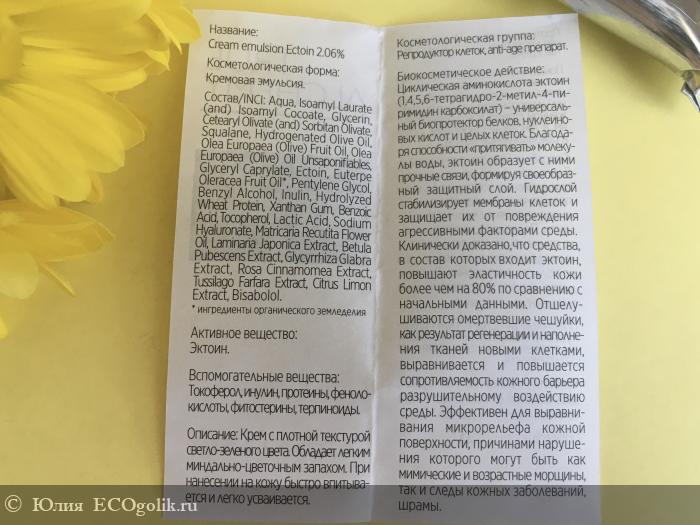 Название:
Cream emulsion Ectoin 2.06%
Косметологическая форма:
Кремовая эмульсия.
Состав/INCI: Aqua, Isoamyl Laurate
(and) Isoamyl Cocoate, Glycerin,
Cetearyl Olivate (and) Sorbitan Olivate,
Squalane, Hydrogenated Olive Oil,
Olea Europaea (Olive) Fruit Oil, Olea
Europaea (Olive) Oil Unsaponifiables,
Glyceryl Caprylate, Ectoin, Euterpe
Oleracea Fruit Oil*, Pentylene Glycol,
Benzyl Alcohol, Inulin, Hydrolyzed
Wheat Protein, Xanthan Gum, Benzoic
Acid, Tocopherol, Lactic Acid, Sodium
Hyaluronate, Matricaria Recutita Flower
Oil, Laminaria Japonica Extract, Betula
Pubescens Extract, Glycyrrhiza Glabra
Extract, Rosa Cinnamomea Extract,
Tussilago Farfara Extract, Citrus Limon
Extract, Bisabolol.
* ингредиенты органического земледелия
Активное вещество:
Эктоин.
Вспомогательные вещества:
Токоферол, инулин, протеины, феноло-
кислоты, фитостерины, терпиноиды.
Описание: Крем с плотной текстурой
светло-зеленого цвета. Обладает легким
миндально-цветочным запахом. При
нанесении на кожу быстро впитыва-
ется и легко усваивается.
Косметологическая группа:
Репродуктор клеток, anti-age препарат.
Биокосметическое действие:
Циклическая аминокислота эктоин
(1,4,5,6-тетрагидро-2-метил-4-пи-
римидин карбоксилат) – универсаль-
ный биопротектор белков, нуклеино-
вых кислот и целых клеток. Благода-
ря способности «притягивать» молеку-
лы воды, эктоин образует с ними
прочные связи, формируя своеобраз-
ный защитный слой. Гидрослой
стабилизирует мембраны клеток и
защищает их от повреждения
агрессивными факторами среды.
Клинически доказано, что средства,
в состав которых входит эктоин,
повышают эластичность кожи
более чем на 80% по сравнению с
начальными данными. Отшелу-
шиваются омертвевшие чешуйки,
как результат регенерации и наполне-
ния тканей новыми клетками,
выравнивается и повышается
сопротивляемость кожного барьера
разрушительному воздействию
среды. Эффективен для выравнива-
вания микрорельефа кожной
поверхности, причинами наруше-
ния которого могут быть как
мимические и возрастные морщины,
так и следы кожных заболеваний,
шрамы.
© Юлия ECOgolik.ru